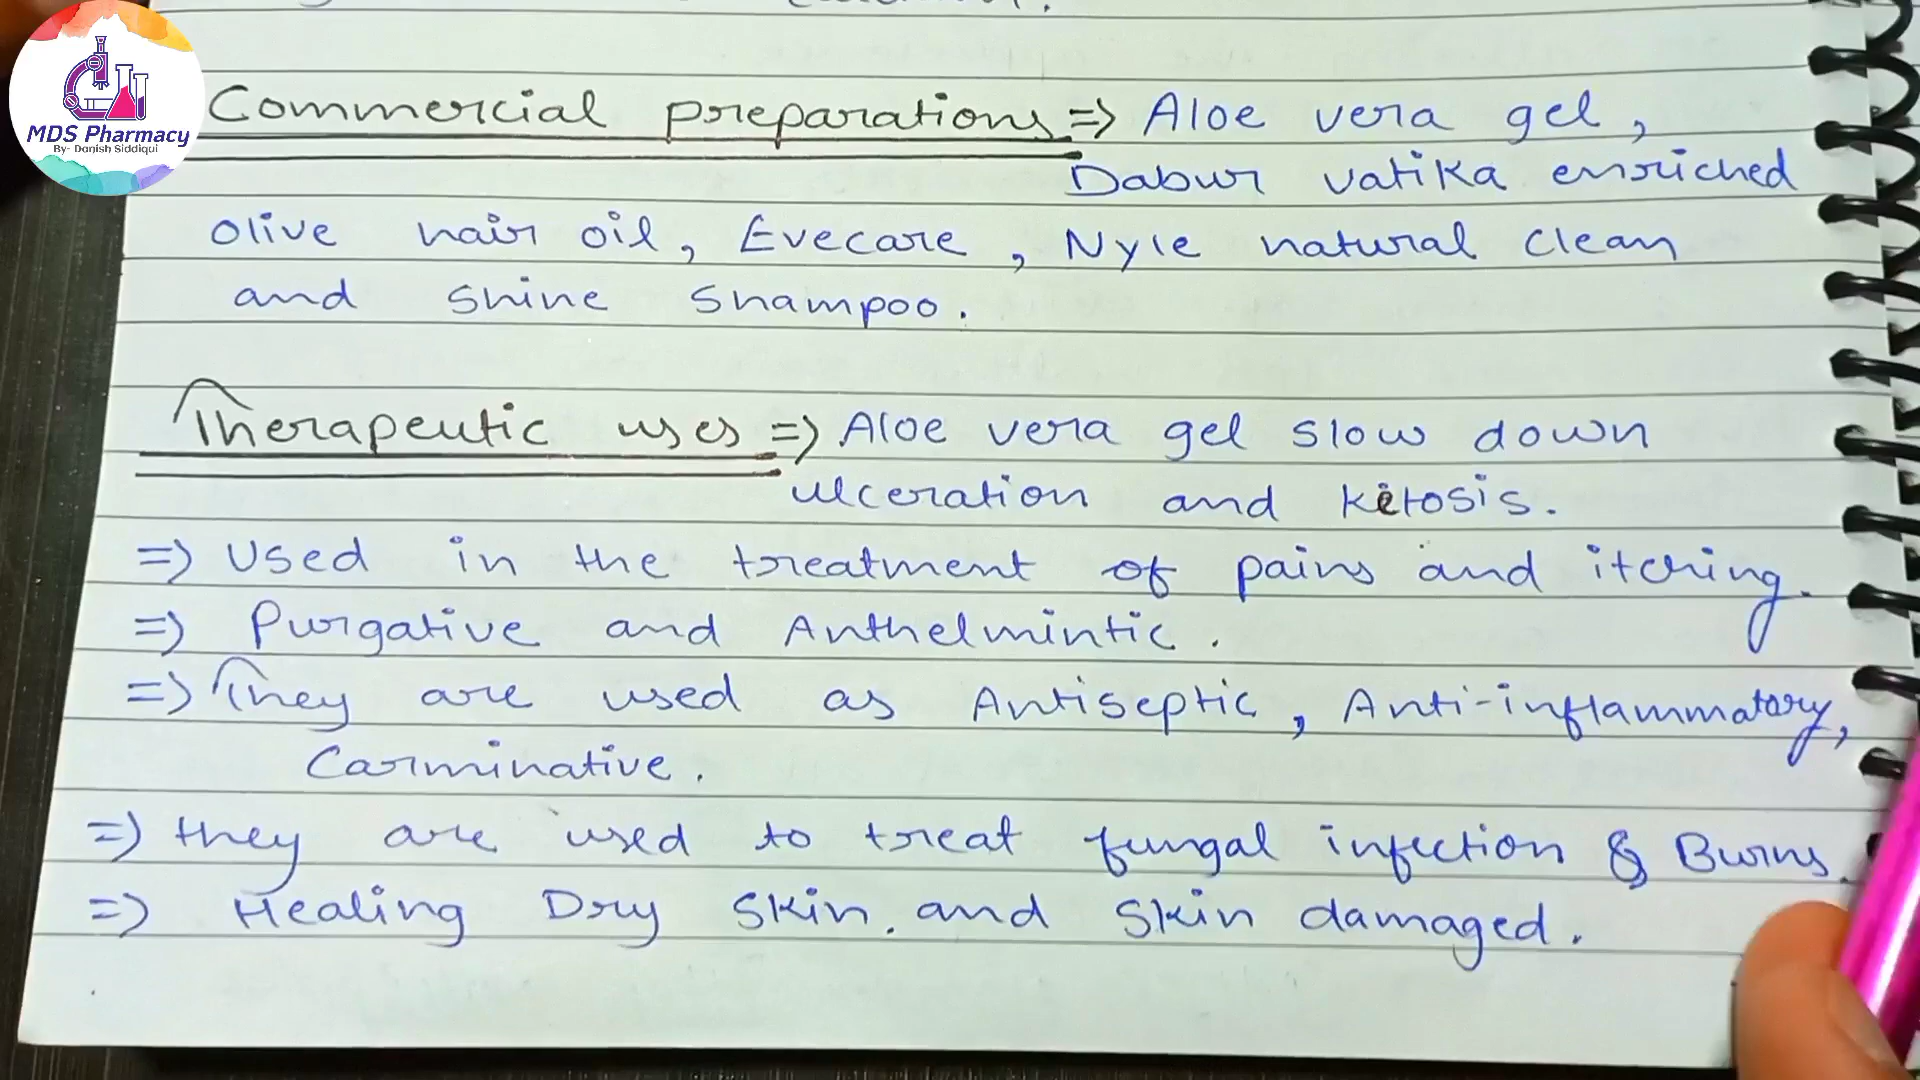 MDS Pharmacy
By- Danish Siddiqui
Commercial preparations => Aloe vera gel,
Dabur vatika enriched
olive hair oil, Evecare, Nyle natural clean
and shine shampoo.
Therapeutic uses => Aloe vera gel slow down
ulceration and ketosis.
=> Used in the treatment of pains and itching.
=> Purgative and Anthelmintic.
=> They are used as Antiseptic, Anti-inflammatory,
Carminative.
=> they are used to treat fungal infection & Burns.
=> Healing Dry skin. and skin damaged.